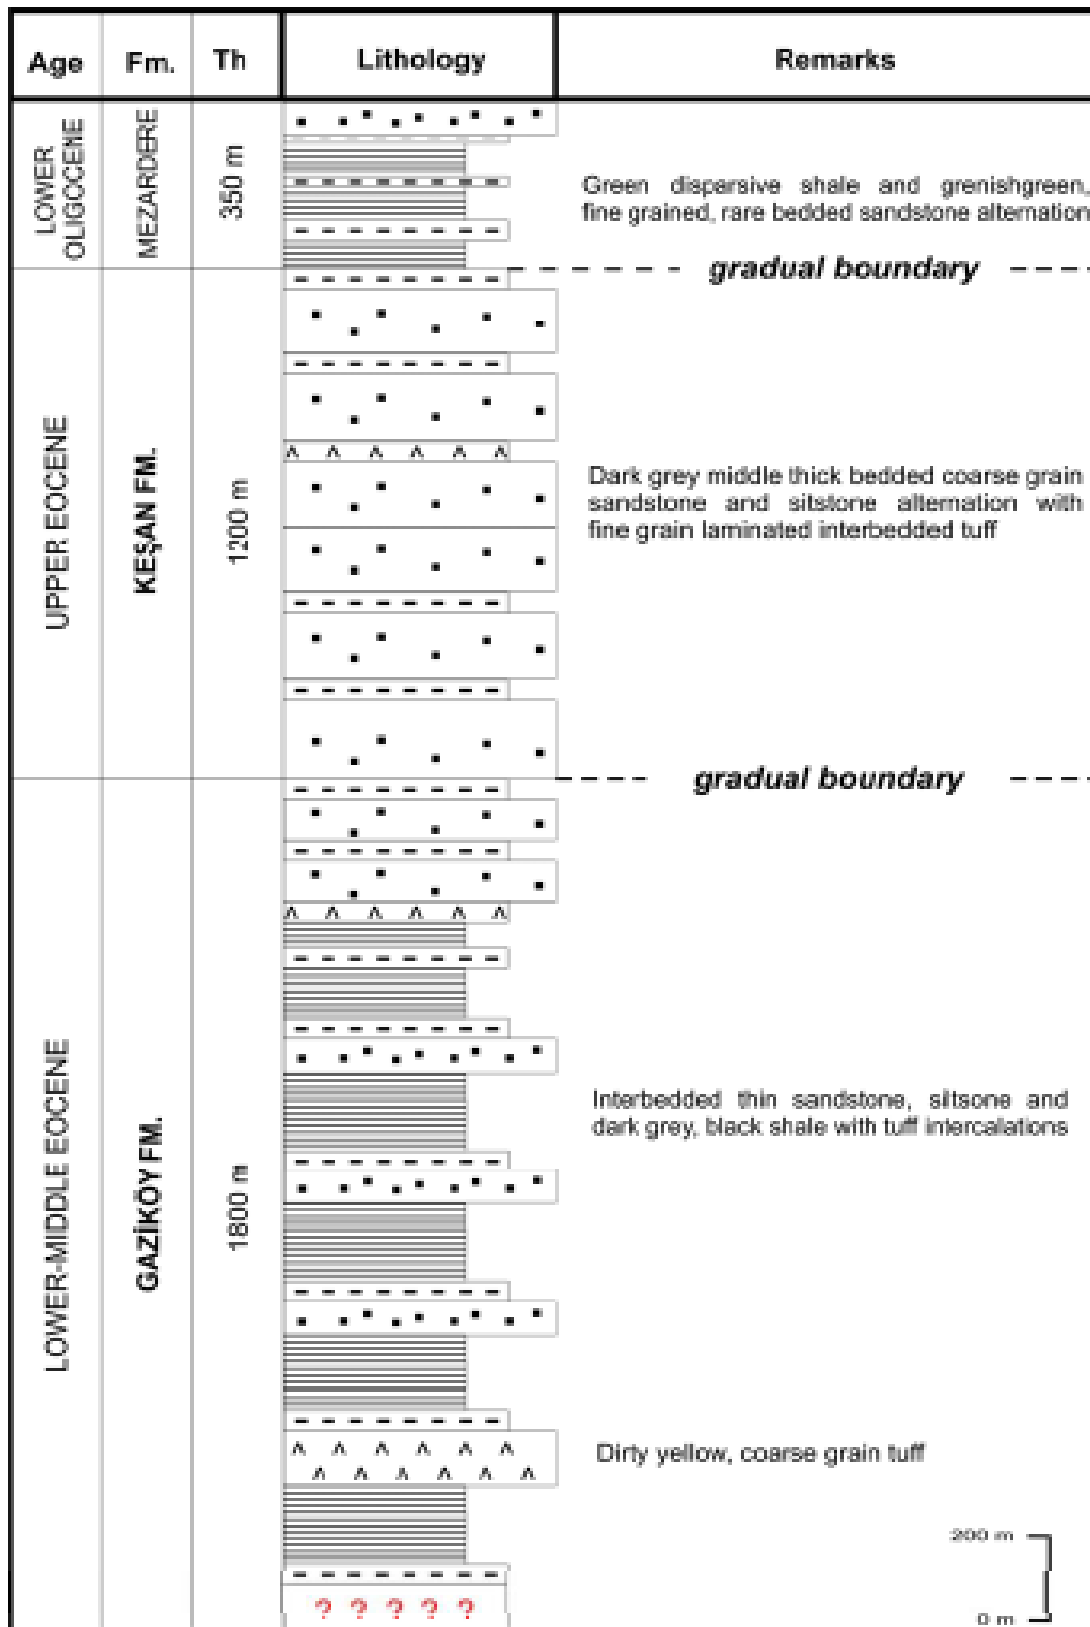 Age Fm. Th Lithology Remarks
LOWER
OLIGOCENE
MEZARDERE
350 m
Green disparsive shale and grenishgreen,
fine grained, rare bedded sandstone alternation
gradual boundary
UPPER EOCENE
KEŞAN FM.
1200 m
Dark grey middle thick bedded coarse grain
sandstone and sitstone alternation with
fine grain laminated interbedded tuff
gradual boundary
LOWER-MIDDLE EOCENE
GAZİKÖY FM.
1800 m
Interbedded thin sandstone, siltsone and
dark grey, black shale with tuff intercalations
Dirty yellow, coarse grain tuff
200 m
0 m
? ? ? ? ?